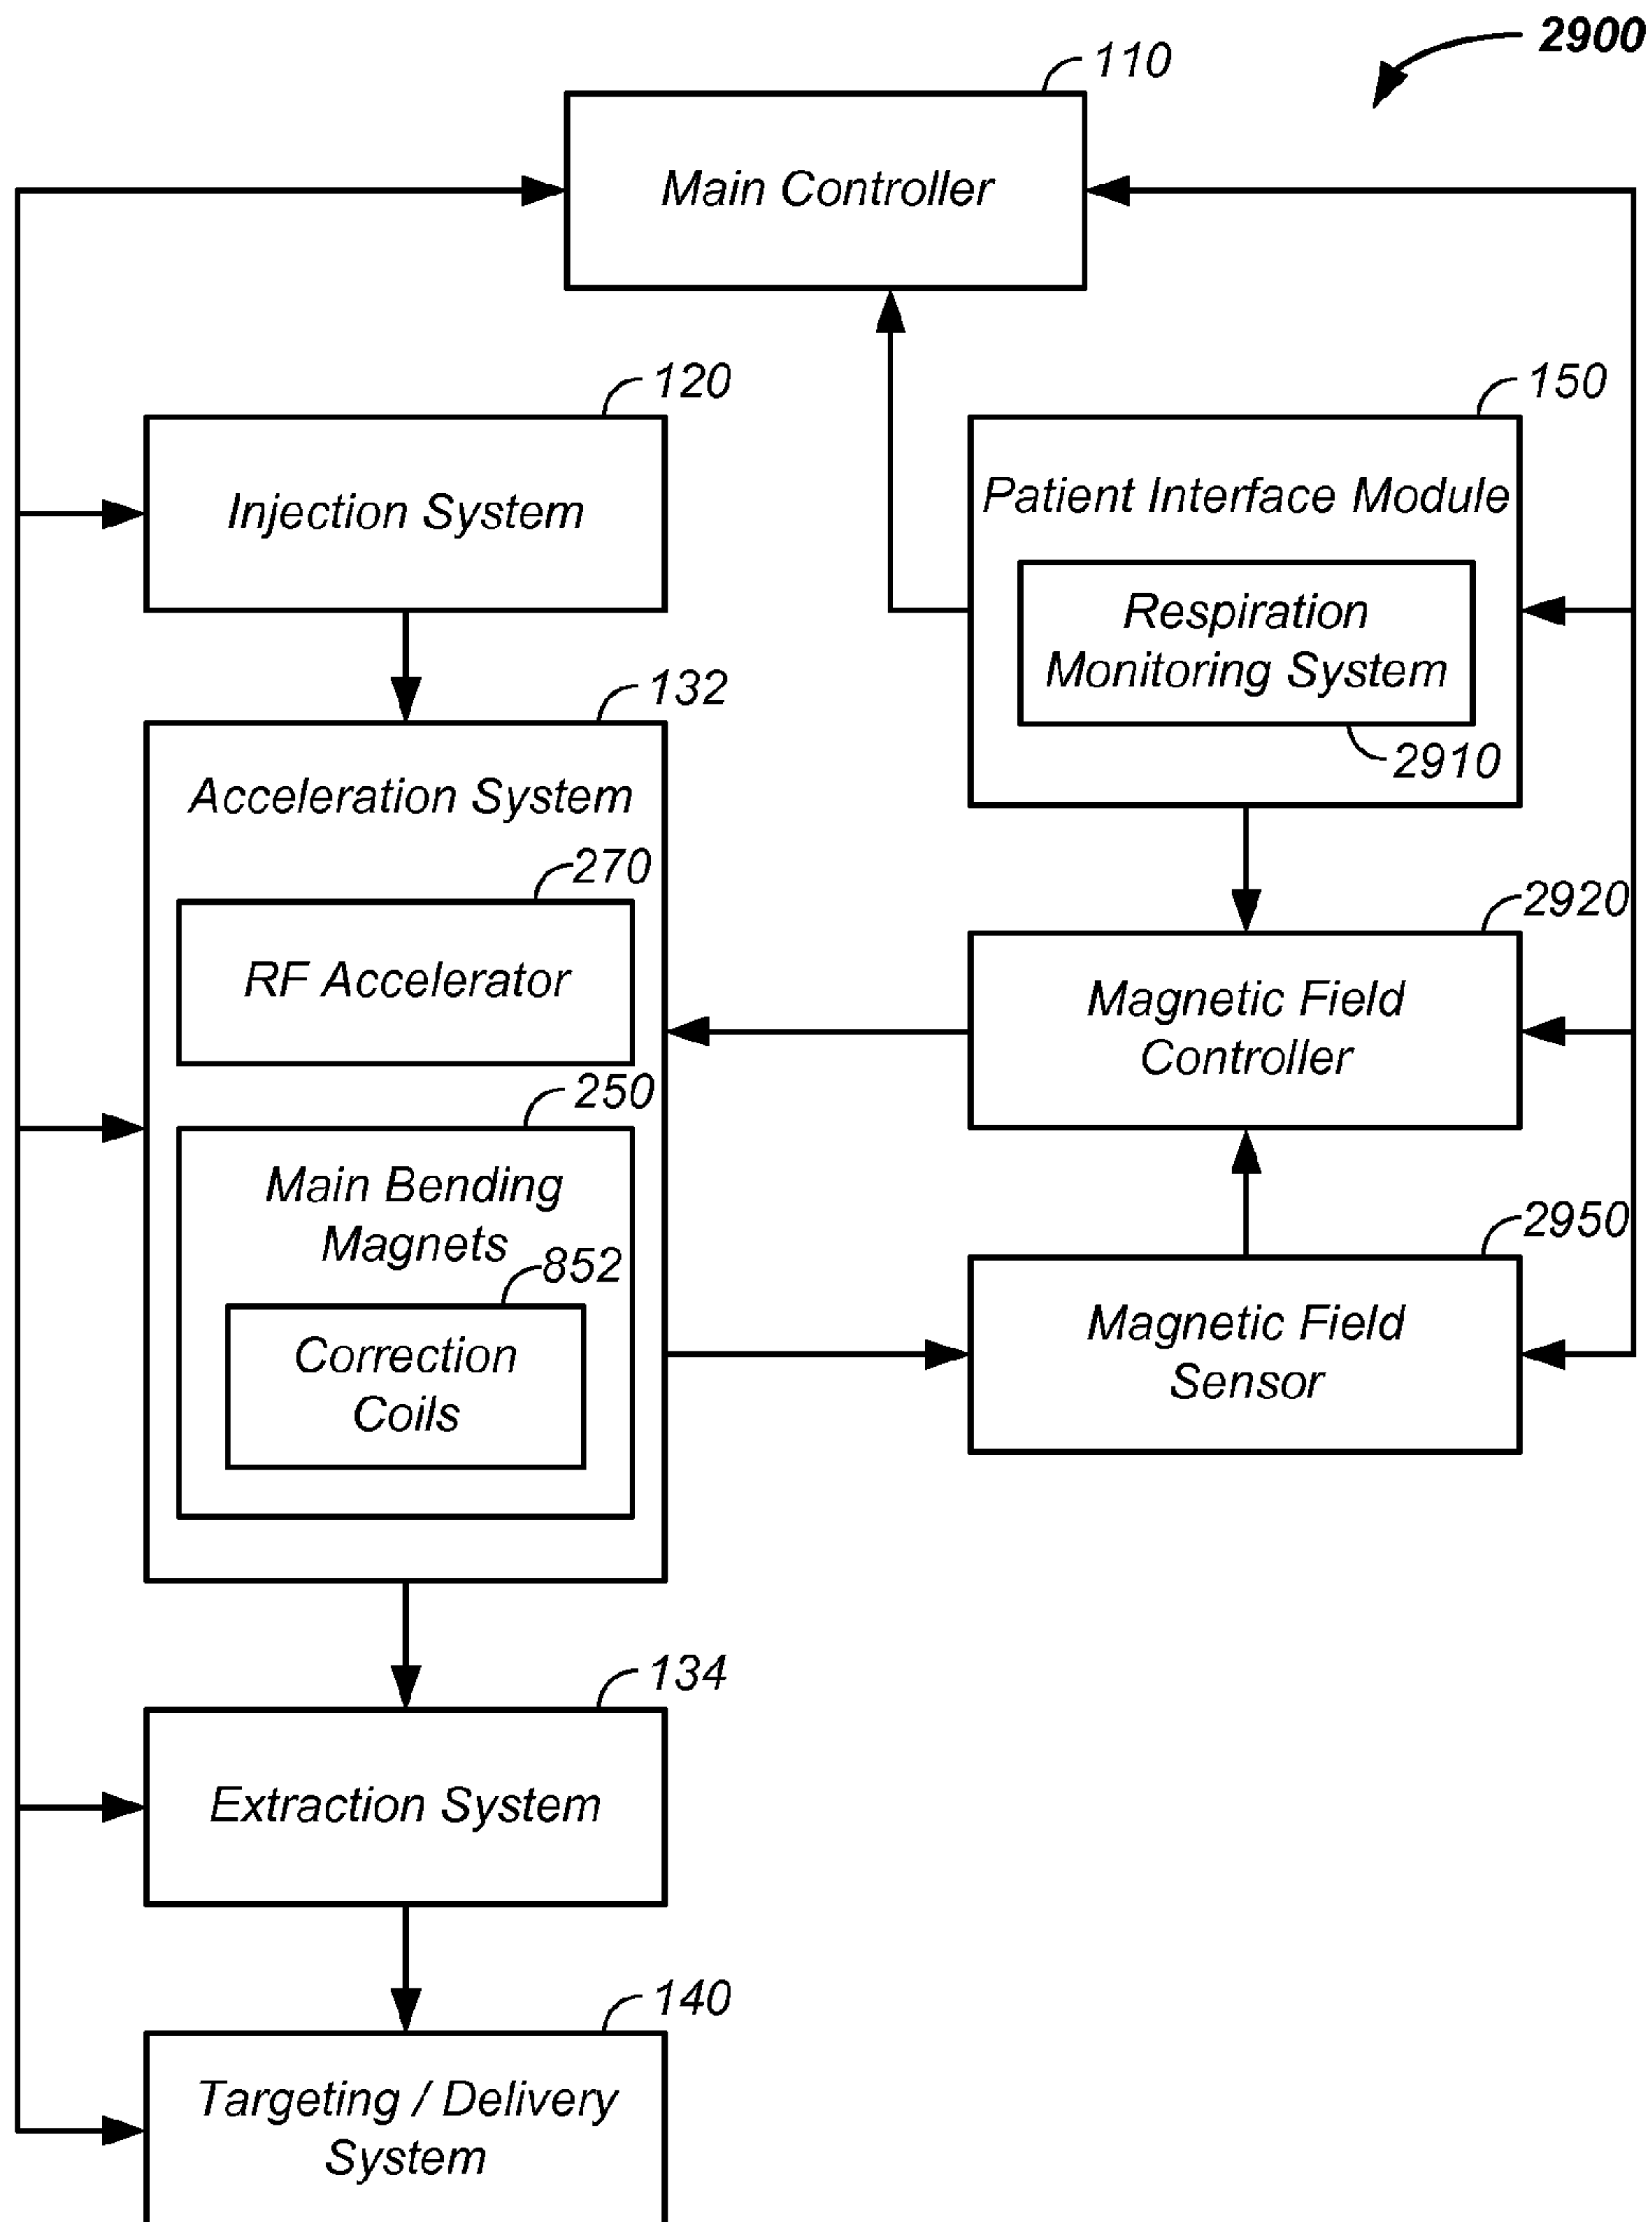 2900
110
Main Controller
120
Injection System
150
Patient Interface Module
Respiration
Monitoring System
2910
132
Acceleration System
270
RF Accelerator
250
Main Bending
Magnets
852
Correction
Coils
2920
Magnetic Field
Controller
2950
Magnetic Field
Sensor
134
Extraction System
140
Targeting / Delivery
System